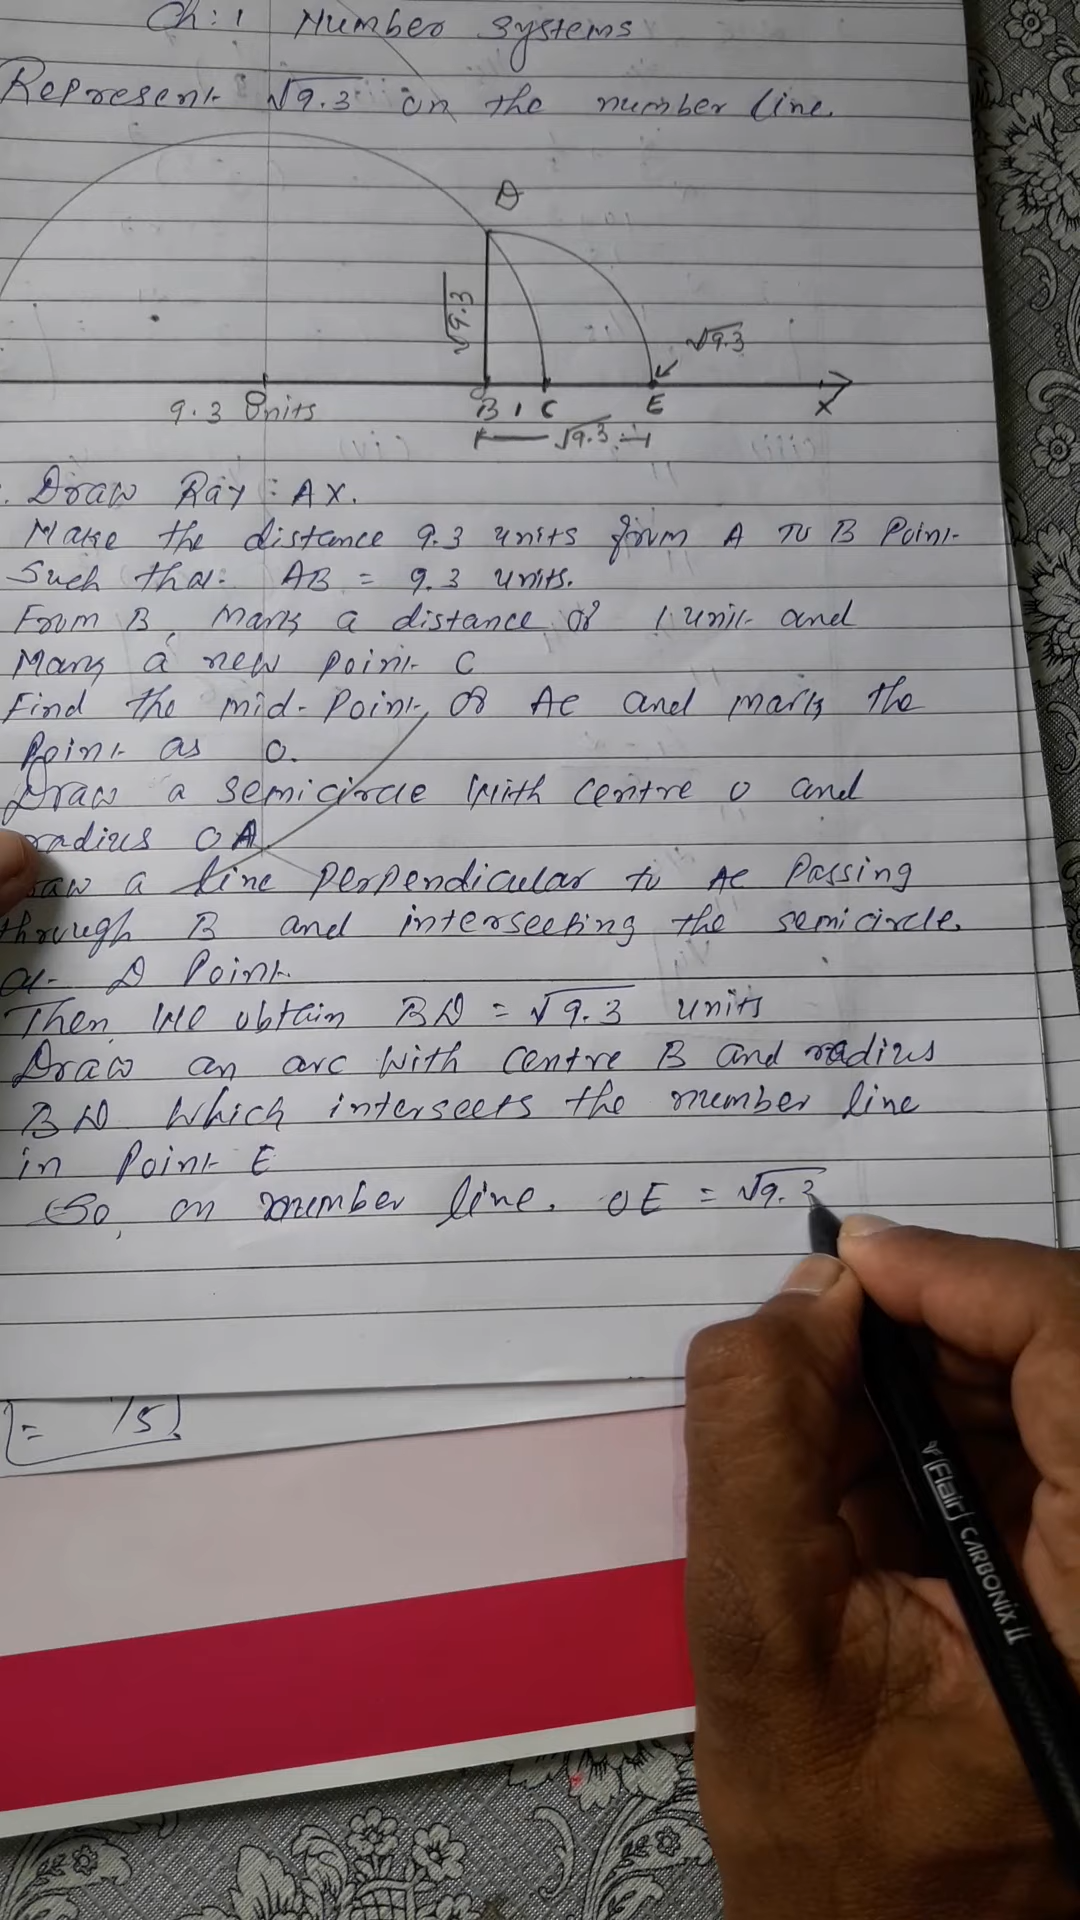 Ch: 1 Number Systems
Represent √9.3 on the number line.
D
√9.3
√9.3
9.3 Units
B 1 C E X
√9.3
. Draw Ray : AX.
Make the distance 9.3 units from A to B Point
Such that AB = 9.3 units.
From B, Mark a distance of 1 unit and
Mark a new point C
Find the mid-Point of AC and mark the
Point as O.
Draw a semicircle With centre O and
radius OA
raw a line perpendicular to AC Passing
through B and intersecting the semicircle.
at D Point.
Then We obtain BD = √9.3 units
Draw an arc With centre B and radius
BD Which intersects the number line
in Point E
So, on number line. OE = √9.3
= /5
Flair CARBONIX II